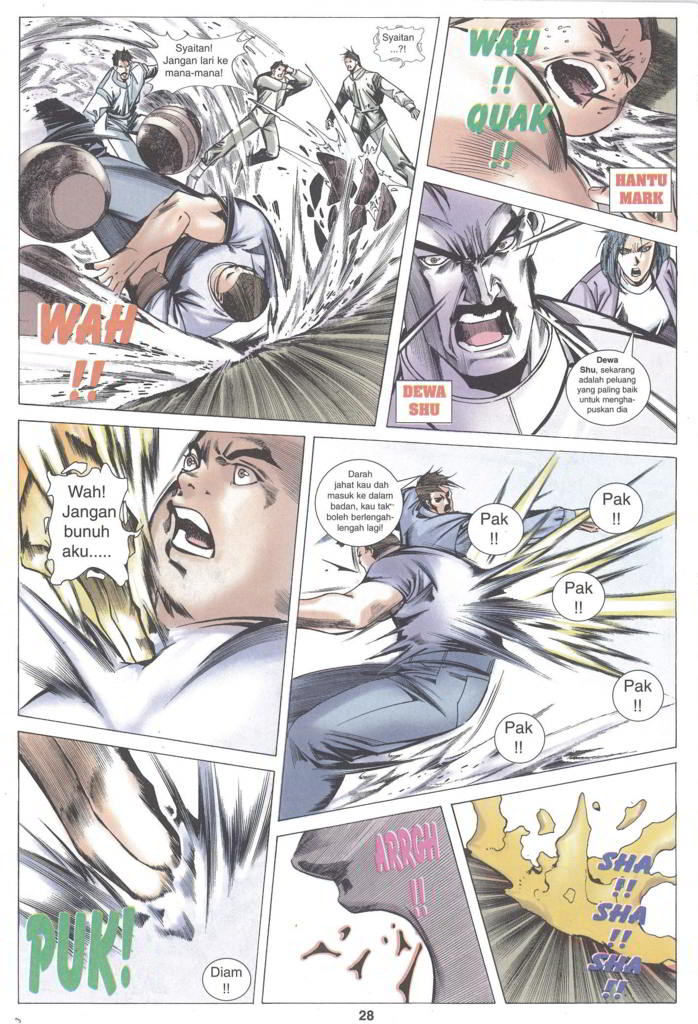 Syaitan!
Jangan lari ke
mana-mana!
Syaitan
...?!
WAH
!!
WAH
!!
QUAK
!!
HANTU
MARK
DEWA
SHU
Dewa
Shu, sekarang
adalah peluang
yang paling baik
untuk mengha-
puskan dia
Wah!
Jangan
bunuh
aku.....
Darah
jahat kau dah
masuk ke dalam
badan, kau tak
boleh berlengah-
lengah lagi!
Pak
!!
Pak
!!
Pak
!!
Pak
!!
Pak
!!
PUK!
Diam
!!
ARRGH
!!
SHA
!!
SHA
!!
SHA
!!
28